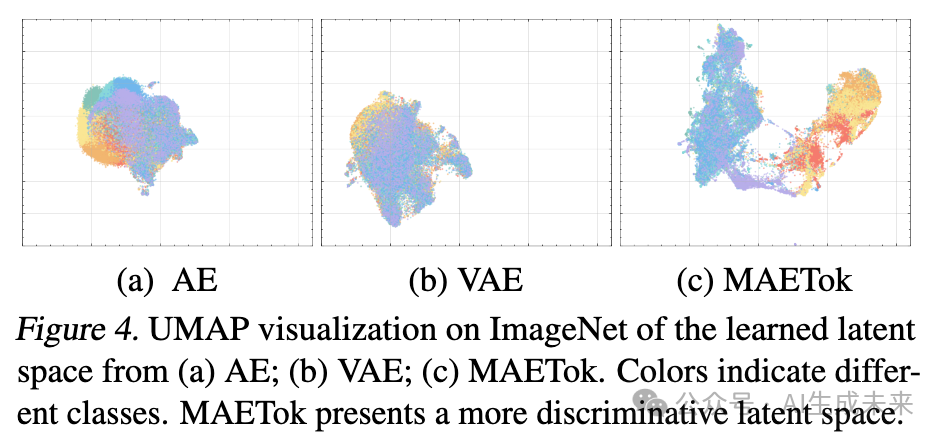 (a) AE
(b) VAE
(c) MAETok
Figure 4. UMAP visualization on ImageNet of the learned latent
space from (a) AE; (b) VAE; (c) MAETok. Colors indicate differ-
ent classes. MAETok presents a more discriminative latent space.
公众号 · AI生成未来